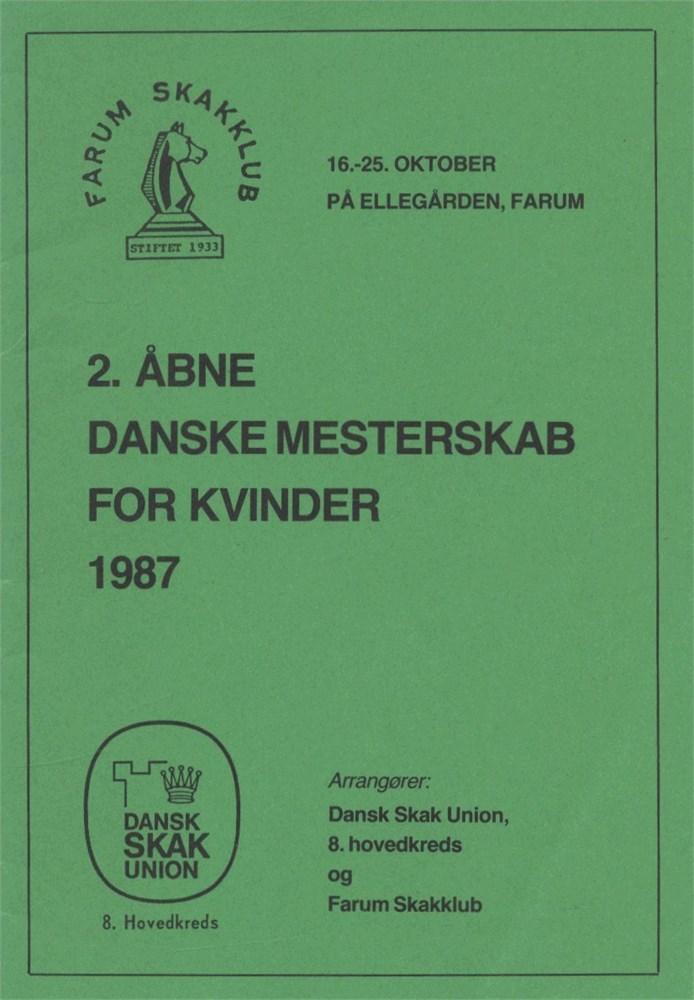 FARUM SKAKKLUB
STIFTET 1933
16.-25. OKTOBER
PÅ ELLEGÅRDEN, FARUM
2. ÅBNE
DANSKE MESTERSKAB
FOR KVINDER
1987
DANSK
SKAK
UNION
8. Hovedkreds
Arrangører:
Dansk Skak Union,
8. hovedkreds
og
Farum Skakklub